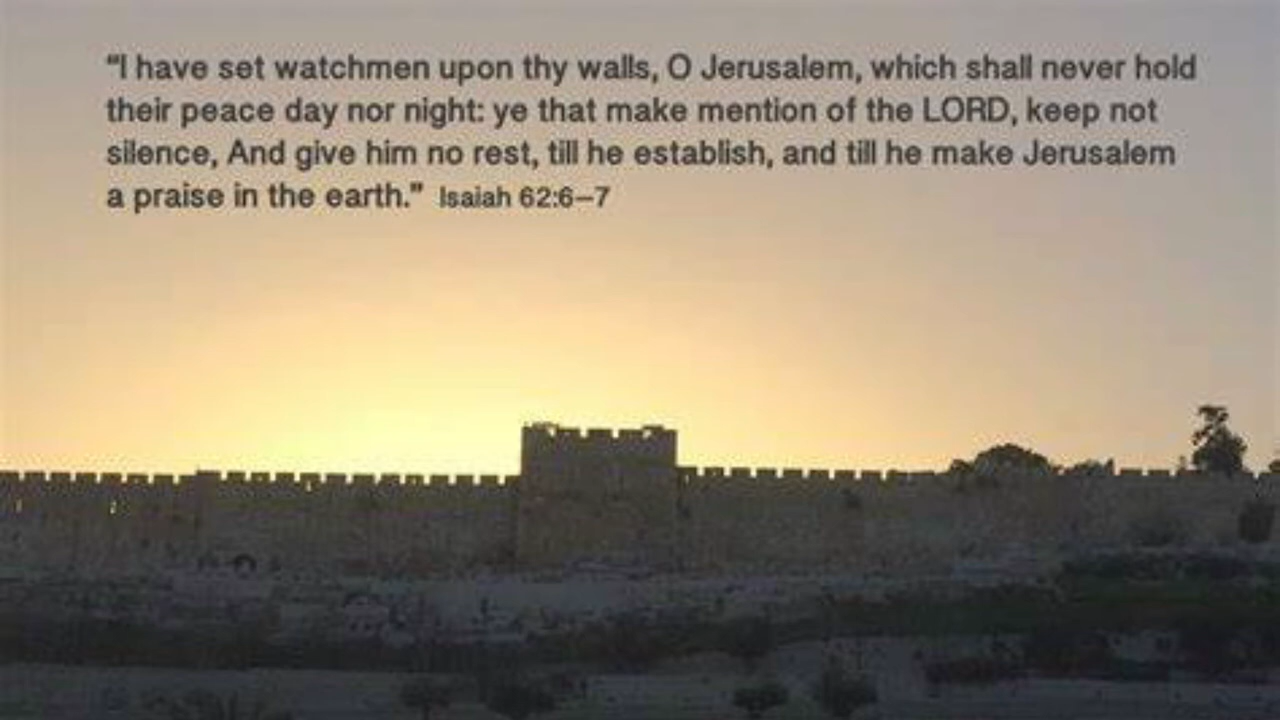 “I have set watchmen upon thy walls, O Jerusalem, which shall never hold
their peace day nor night: ye that make mention of the LORD, keep not
silence, And give him no rest, till he establish, and till he make Jerusalem
a praise in the earth.” Isaiah 62:6–7